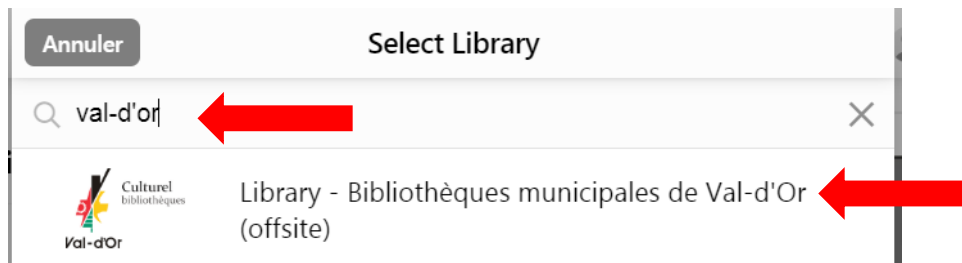 Annuler
Select Library
val-d'or
Culturel
bibliothèques
Val-d'Or
Library - Bibliothèques municipales de Val-d'Or
(offsite)